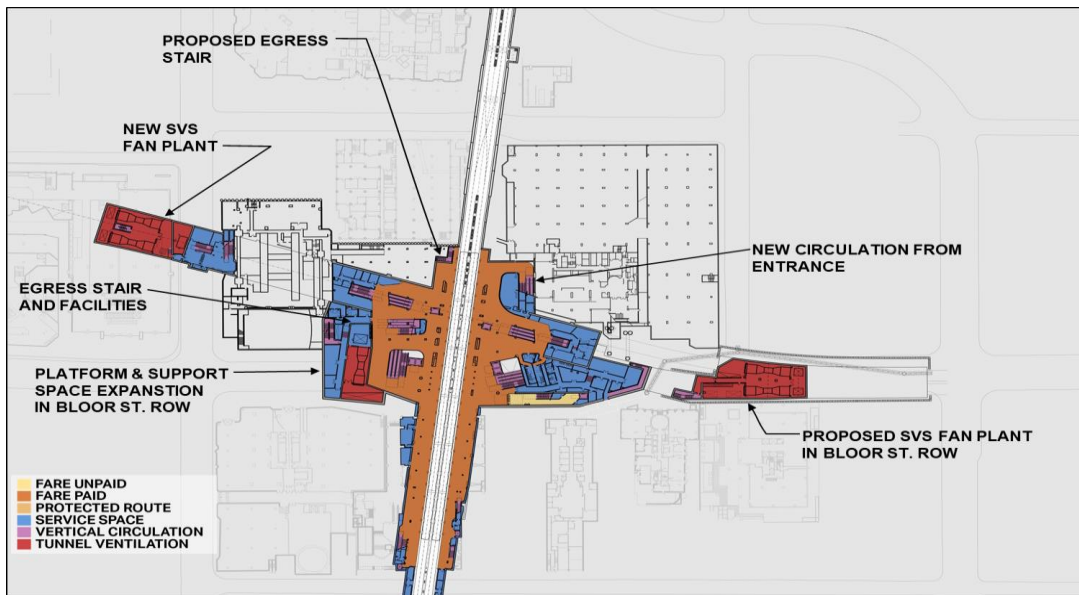 PROPOSED EGRESS
STAIR
NEW SVS
FAN PLANT
NEW CIRCULATION FROM
ENTRANCE
EGRESS STAIR
AND FACILITIES
PLATFORM & SUPPORT
SPACE EXPANSTION
IN BLOOR ST. ROW
PROPOSED SVS FAN PLANT
IN BLOOR ST. ROW
FARE UNPAID
FARE PAID
PROTECTED ROUTE
SERVICE SPACE
VERTICAL CIRCULATION
TUNNEL VENTILATION